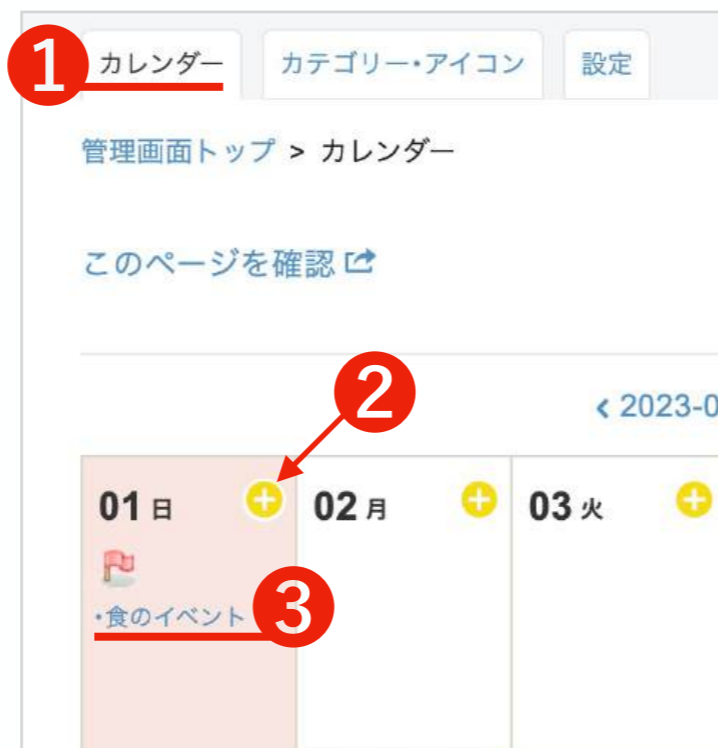 1 カレンダー カテゴリー・アイコン 設定
管理画面トップ > カレンダー
このページを確認
2
< 2023-0
01 日 02 月 03 火
・食のイベント 3